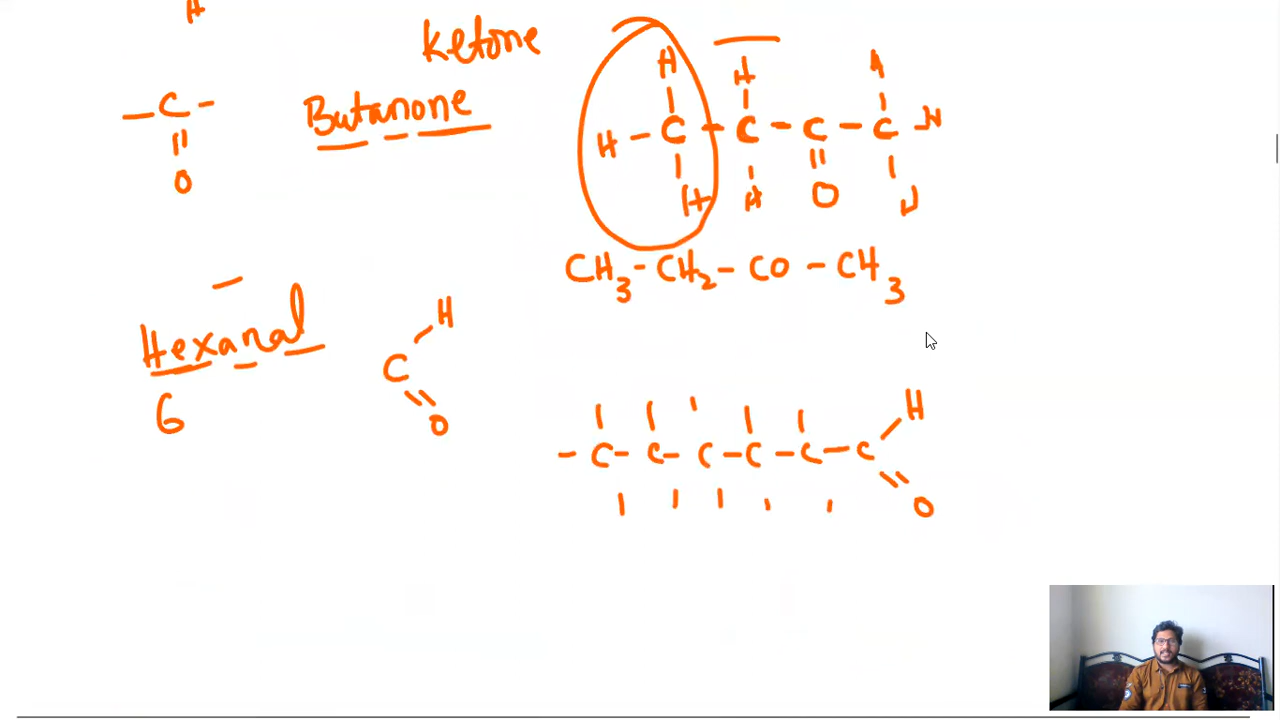 H
Ketone
H H H
- C - Butanone H - C - C - C - C - H
|| ||
O H H O H
CH3 - CH2 - CO - CH3
Hexanal H
C
6 O
H
- C - C - C - C - C - C
O